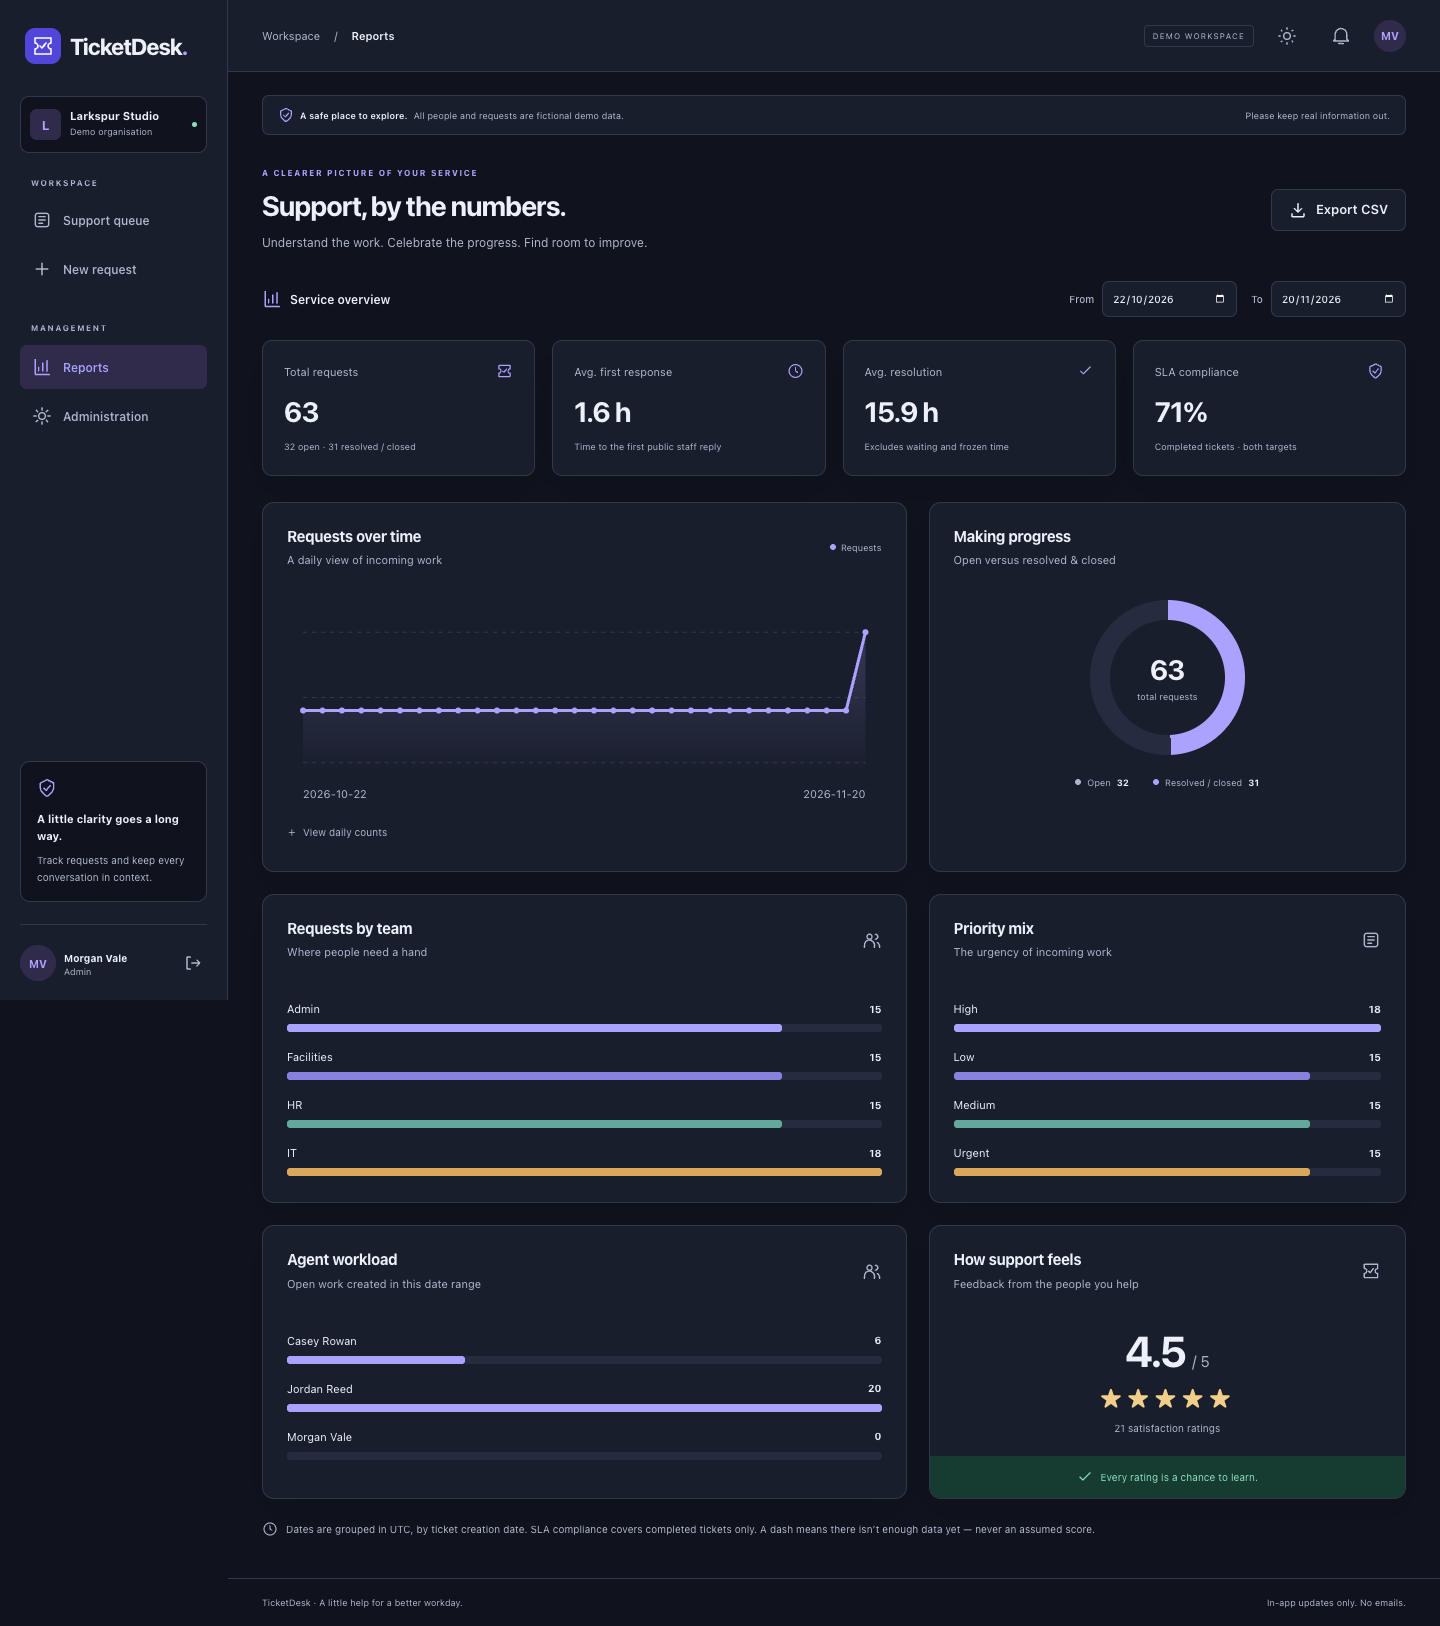 TicketDesk.
L
Larkspur Studio
Demo organisation
WORKSPACE
Support queue
New request
MANAGEMENT
Reports
Administration
A little clarity goes a long
way.
Track requests and keep every
conversation in context.
MV
Morgan Vale
Admin
Workspace / Reports
DEMO WORKSPACE
MV
A safe place to explore. All people and requests are fictional demo data.
Please keep real information out.
A CLEARER PICTURE OF YOUR SERVICE
Support, by the numbers.
Understand the work. Celebrate the progress. Find room to improve.
Export CSV
Service overview
From 22/10/2026
To 20/11/2026
Total requests
63
32 open · 31 resolved / closed
Avg. first response
1.6 h
Time to the first public staff reply
Avg. resolution
15.9 h
Excludes waiting and frozen time
SLA compliance
71%
Completed tickets · both targets
Requests over time
A daily view of incoming work
Requests
2026-10-22
2026-11-20
+ View daily counts
Making progress
Open versus resolved & closed
63
total requests
Open 32
Resolved / closed 31
Requests by team
Where people need a hand
Admin 15
Facilities 15
HR 15
IT 18
Priority mix
The urgency of incoming work
High 18
Low 15
Medium 15
Urgent 15
Agent workload
Open work created in this date range
Casey Rowan 6
Jordan Reed 20
Morgan Vale 0
How support feels
Feedback from the people you help
4.5 / 5
21 satisfaction ratings
Every rating is a chance to learn.
Dates are grouped in UTC, by ticket creation date. SLA compliance covers completed tickets only. A dash means there isn't enough data yet — never an assumed score.
TicketDesk · A little help for a better workday.
In-app updates only. No emails.